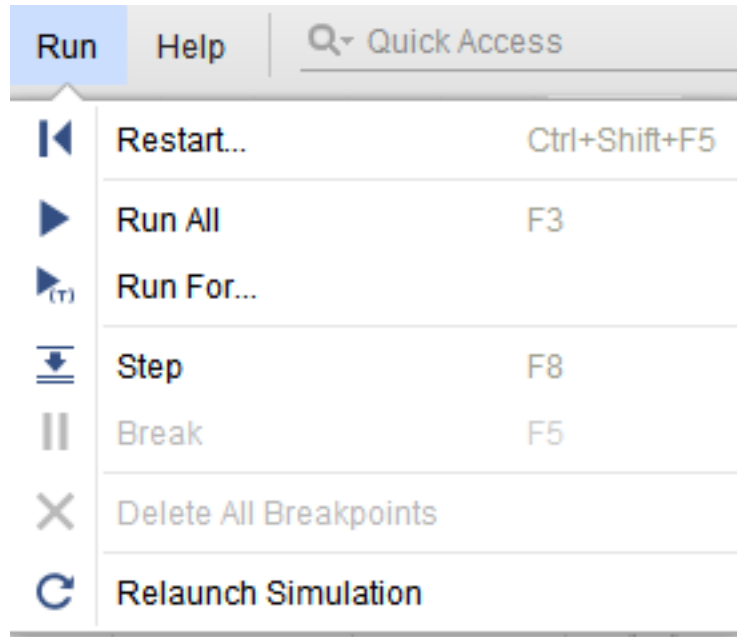 Run Help Quick Access
Restart... Ctrl+Shift+F5
Run All F3
(T) Run For...
Step F8
Break F5
Delete All Breakpoints
Relaunch Simulation